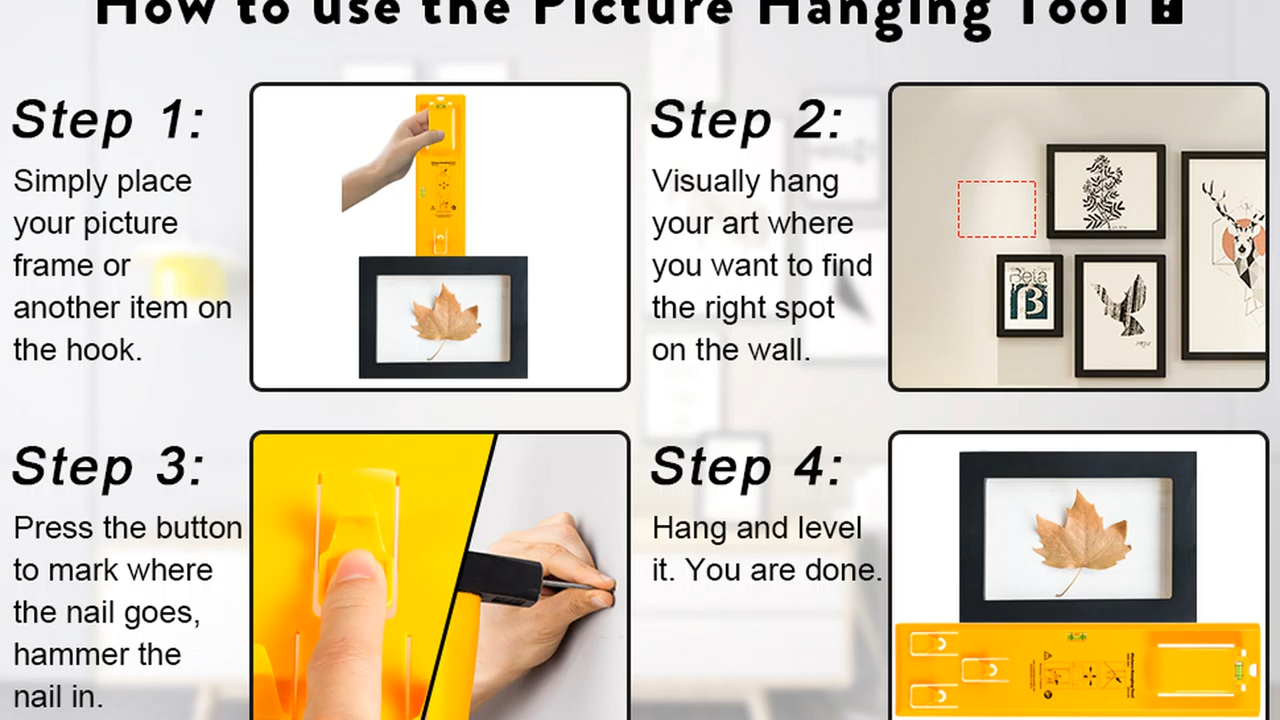 How to use the Picture Hanging Tool
Step 1:
Simply place
your picture
frame or
another item on
the hook.
Step 2:
Visually hang
your art where
you want to find
the right spot
on the wall.
Beta
ß
Step 3:
Press the button
to mark where
the nail goes,
hammer the
nail in.
Step 4:
Hang and level
it. You are done.